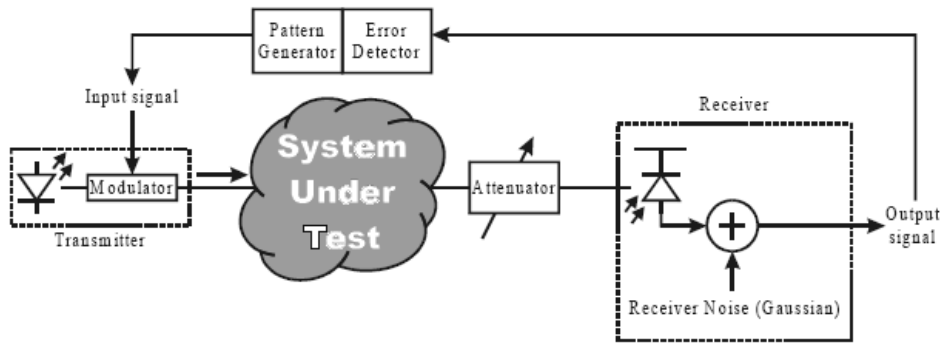 Pattern
Generator
Error
Detector
Input signal
Receiver
System
Under
Test
Modulator
Attenuator
Transmitter
Output
signal
Receiver Noise (Gaussian)